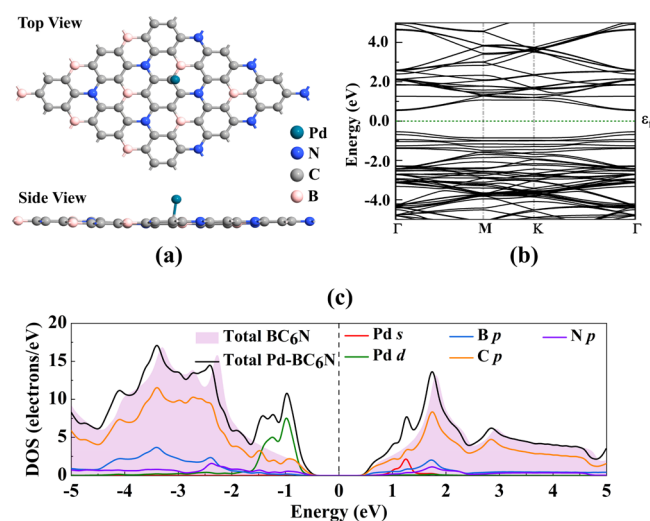 Top View
Pd
N
C
B
Side View
(a)
Energy (eV)
4.0
2.0
0.0
-2.0
-4.0
Γ M K Γ
(b)
(c)
DOS (electrons/eV)
20
15
10
5
0
Total BC6N
Total Pd-BC6N
Pd s
Pd d
B p
C p
N p
-5 -4 -3 -2 -1 0 1 2 3 4 5
Energy (eV)